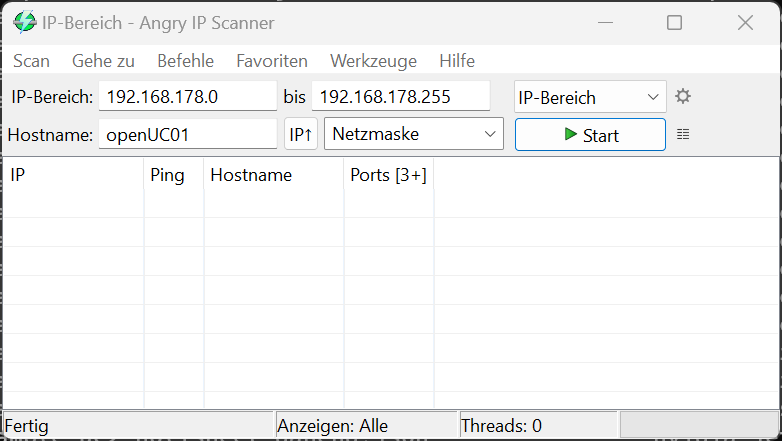 IP-Bereich - Angry IP Scanner
Scan Gehe zu Befehle Favoriten Werkzeuge Hilfe
IP-Bereich: 192.168.178.0 bis 192.168.178.255 IP-Bereich
Hostname: openUC01 IP↑ Netzmaske Start
IP Ping Hostname Ports [3+]
Fertig Anzeigen: Alle Threads: 0